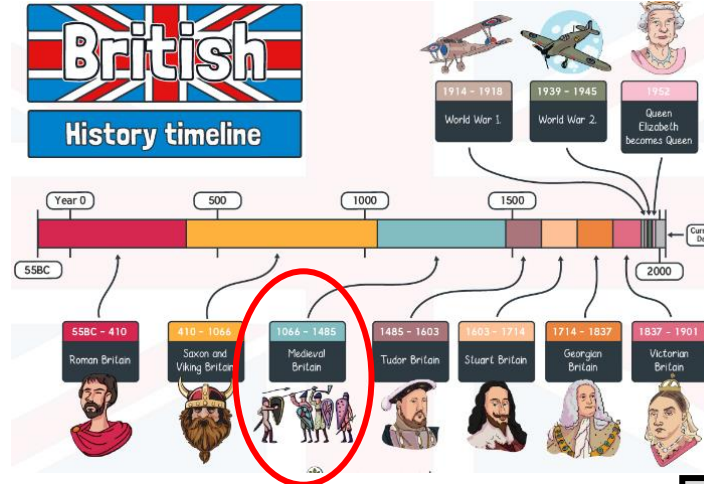 British
History timeline
1914 - 1918
World War 1.
1939 - 1945
World War 2.
1952
Queen
Elizabeth
becomes Queen
Year 0
500
1000
1500
55BC
2000
55BC - 410
Roman Britain
410 - 1066
Saxon and
Viking Britain
1066 - 1485
Medieval
Britain
1485 - 1603
Tudor Britain
1603 - 1714
Stuart Britain
1714 - 1837
Georgian
Britain
1837 - 1901
Victorian
Britain